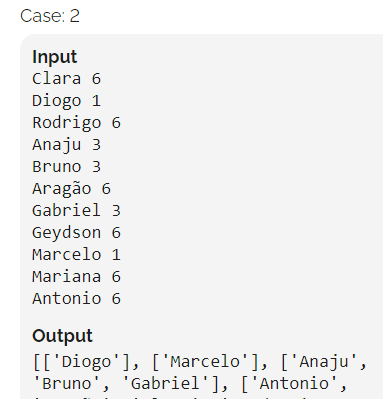 Case: 2
Input
Clara 6
Diogo 1
Rodrigo 6
Anaju 3
Bruno 3
Aragão 6
Gabriel 3
Geydson 6
Marcelo 1
Mariana 6
Antonio 6
Output
[['Diogo'], ['Marcelo'], ['Anaju',
'Bruno', 'Gabriel'], ['Antonio',